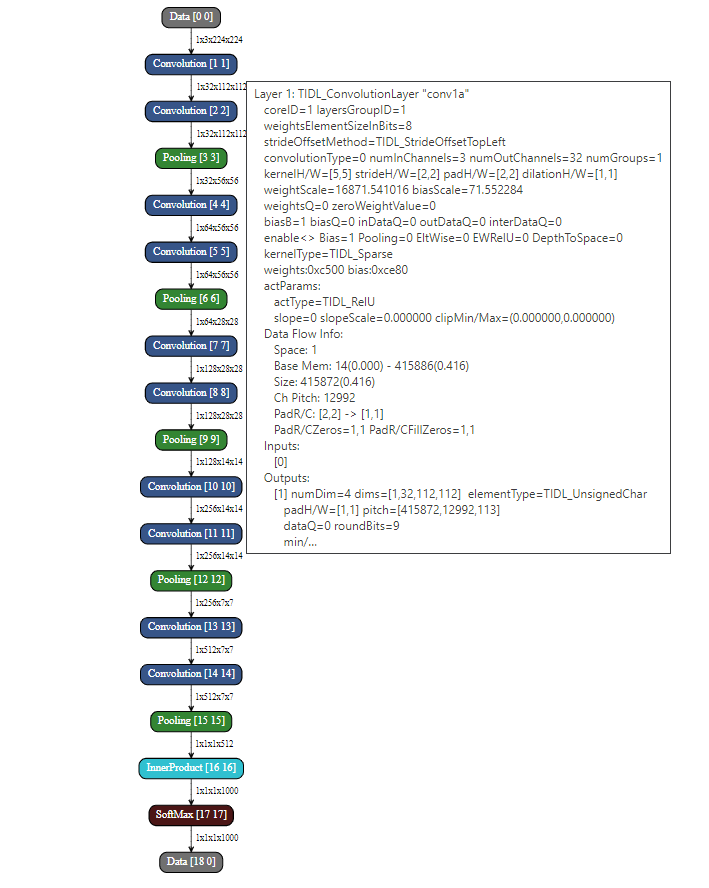 Data [0 0]
1x3x224x224
Convolution [1 1]
1x32x112x112
Convolution [2 2]
1x32x112x112
Pooling [3 3]
1x32x56x56
Convolution [4 4]
1x64x56x56
Convolution [5 5]
1x64x56x56
Pooling [6 6]
1x64x28x28
Convolution [7 7]
1x128x28x28
Convolution [8 8]
1x128x28x28
Pooling [9 9]
1x128x14x14
Convolution [10 10]
1x256x14x14
Convolution [11 11]
1x256x14x14
Pooling [12 12]
1x256x7x7
Convolution [13 13]
1x512x7x7
Convolution [14 14]
1x512x7x7
Pooling [15 15]
1x1x1x512
InnerProduct [16 16]
1x1x1x1000
SoftMax [17 17]
1x1x1x1000
Data [18 0]
Layer 1: TIDL_ConvolutionLayer "conv1a"
coreID=1 layersGroupID=1
weightsElementSizeInBits=8
strideOffsetMethod=TIDL_StrideOffsetTopLeft
convolutionType=0 numInChannels=3 numOutChannels=32 numGroups=1
kernelH/W=[5,5] strideH/W=[2,2] padH/W=[2,2] dilationH/W=[1,1]
weightScale=16871.541016 biasScale=71.552284
weightsQ=0 zeroWeightValue=0
biasB=1 biasQ=0 inDataQ=0 outDataQ=0 interDataQ=0
enable<> Bias=1 Pooling=0 EltWise=0 EWRelU=0 DepthToSpace=0
kernelType=TIDL_Sparse
weights:0xc500 bias:0xce80
actParams:
actType=TIDL_RelU
slope=0 slopeScale=0.000000 clipMin/Max=(0.000000,0.000000)
Data Flow Info:
Space: 1
Base Mem: 14(0.000) - 415886(0.416)
Size: 415872(0.416)
Ch Pitch: 12992
PadR/C: [2,2] -> [1,1]
PadR/CZeros=1,1 PadR/CFillZeros=1,1
Inputs:
[0]
Outputs:
[1] numDim=4 dims=[1,32,112,112] elementType=TIDL_UnsignedChar
padH/W=[1,1] pitch=[415872,12992,113]
dataQ=0 roundBits=9
min/...